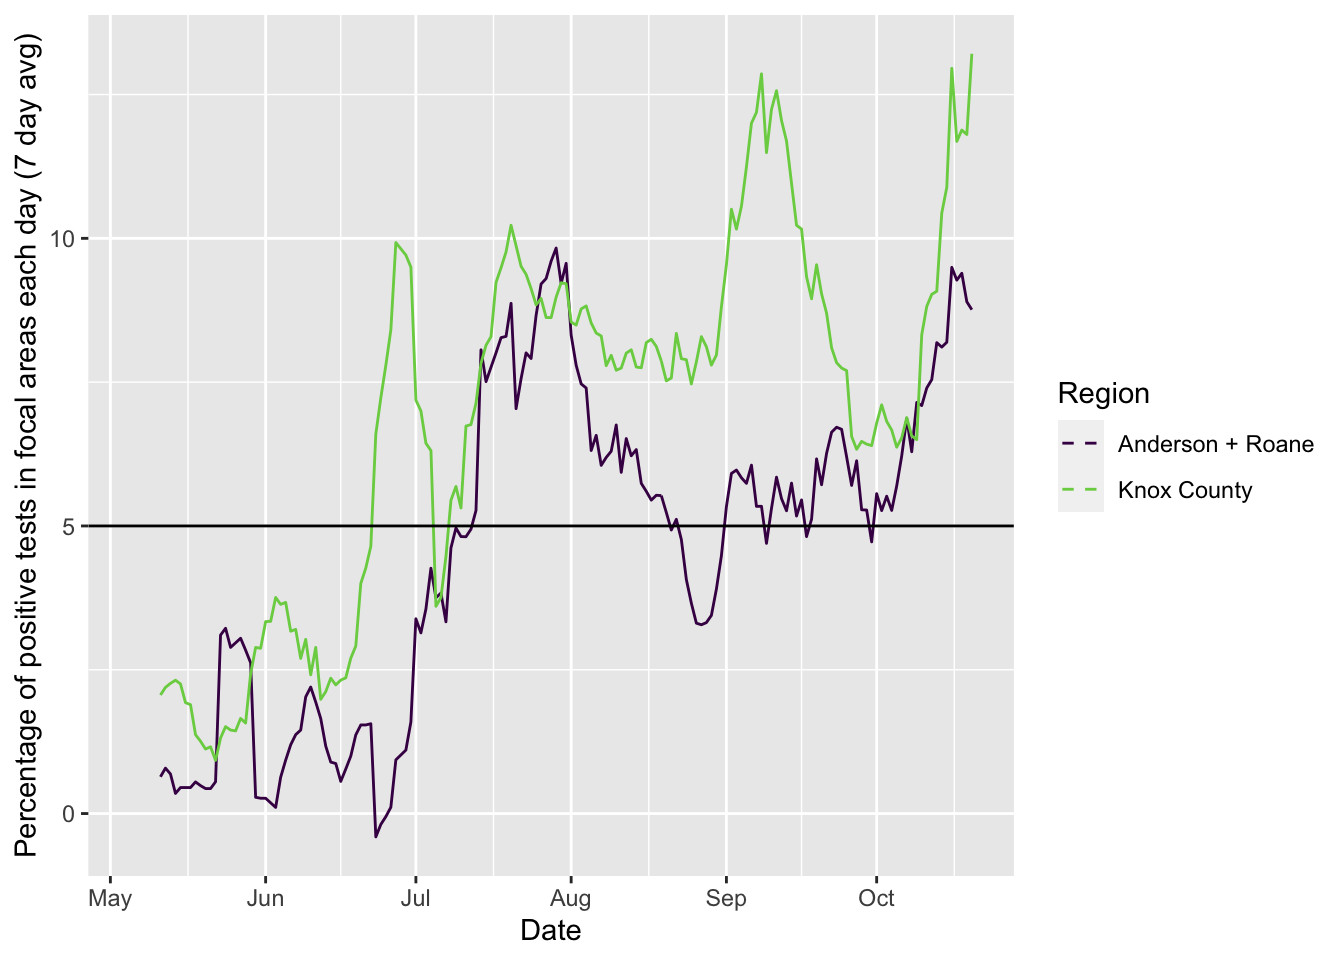 Percentage of positive tests in focal areas each day (7 day avg)
10
5
0
May Jun Jul Aug Sep Oct
Date
Region
Anderson + Roane
Knox County